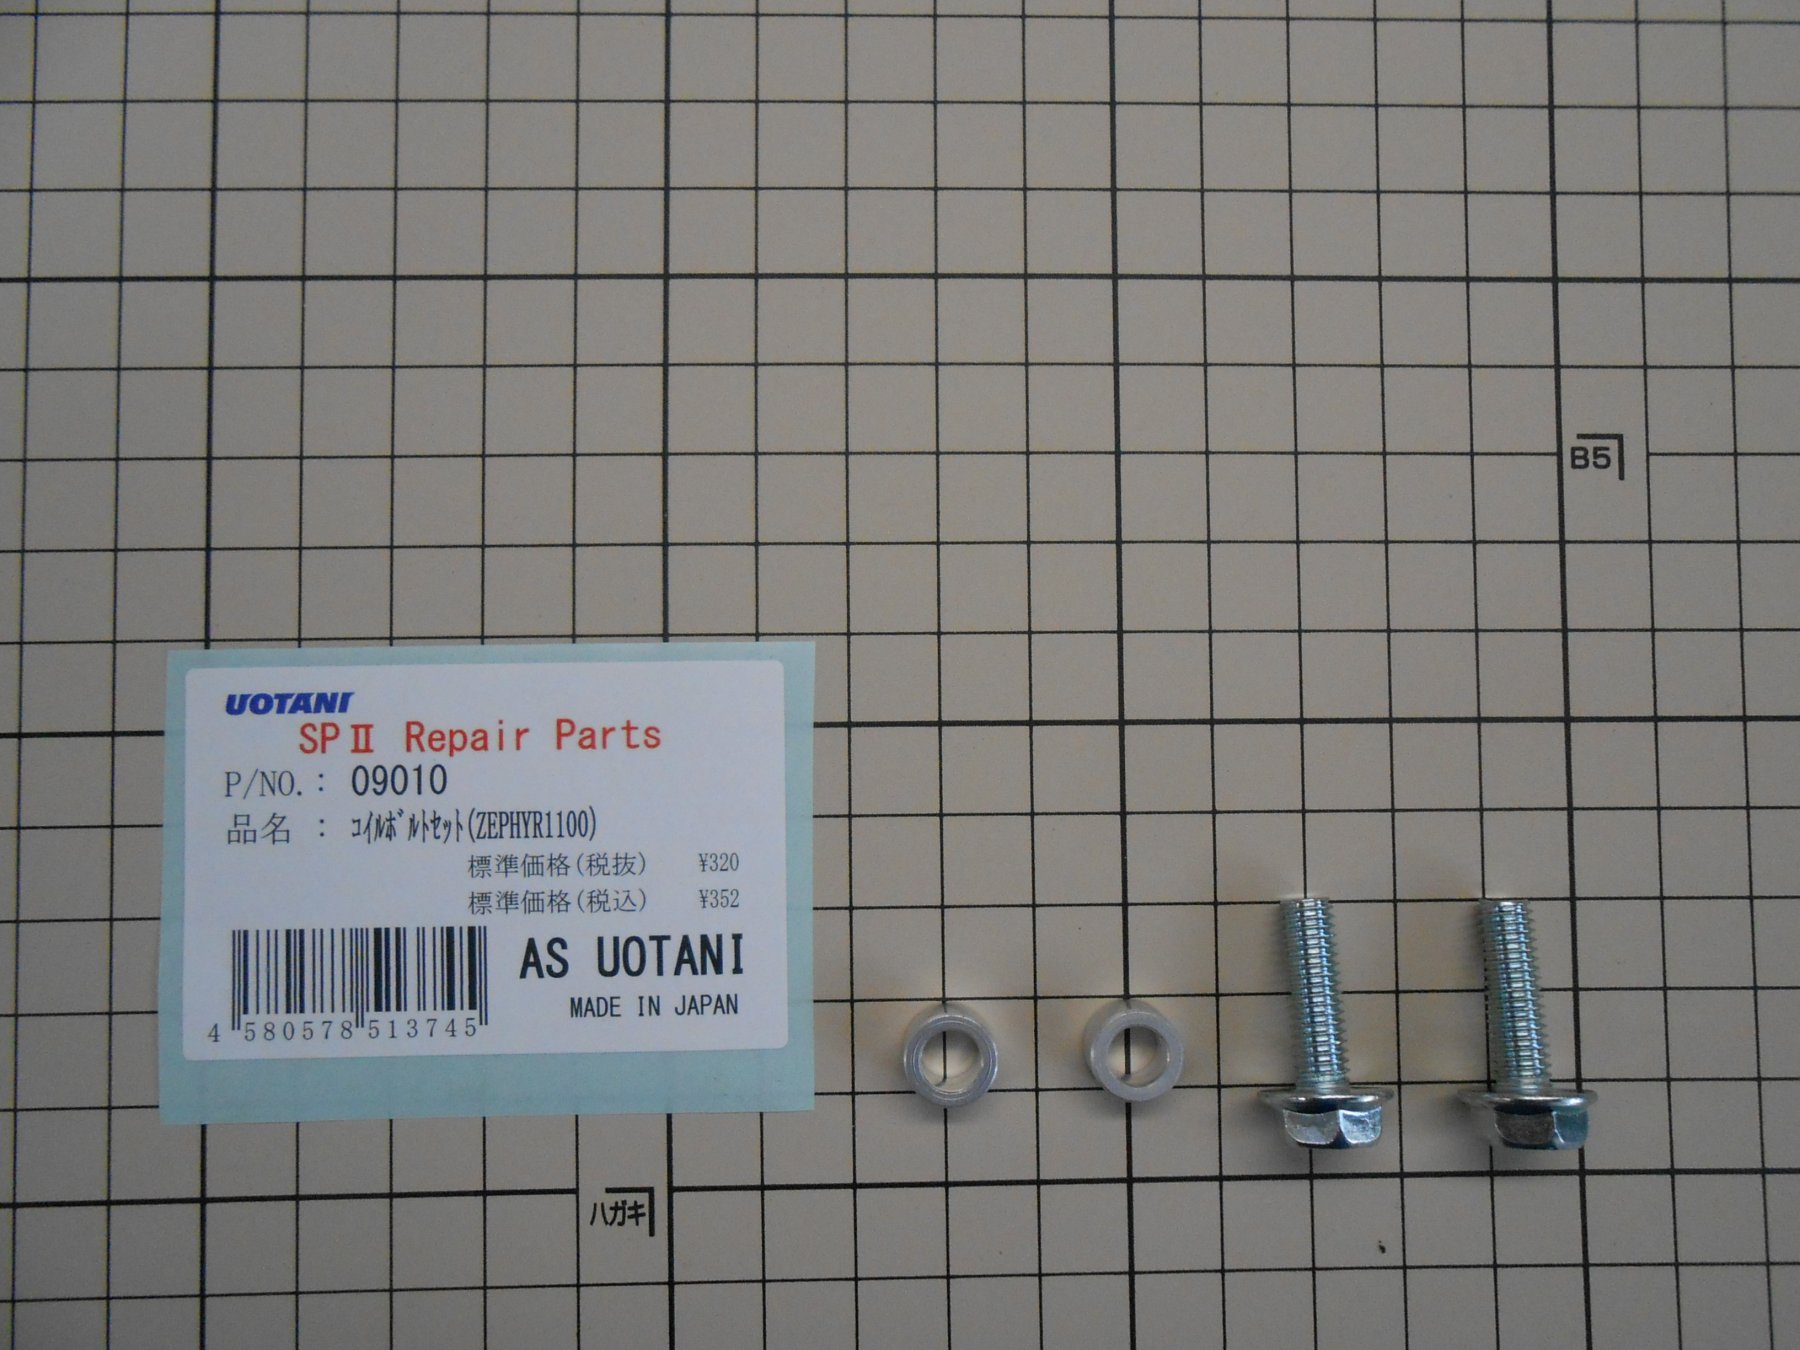 B5
UOTANI
SPⅡ Repair Parts
P/NO.: 09010
品名 : ｺｲﾙﾎﾞﾙﾄｾｯﾄ(ZEPHYR1100)
標準価格(税抜) ¥320
標準価格(税込) ¥352
AS UOTANI
MADE IN JAPAN
4 580578 513745
ハガキ